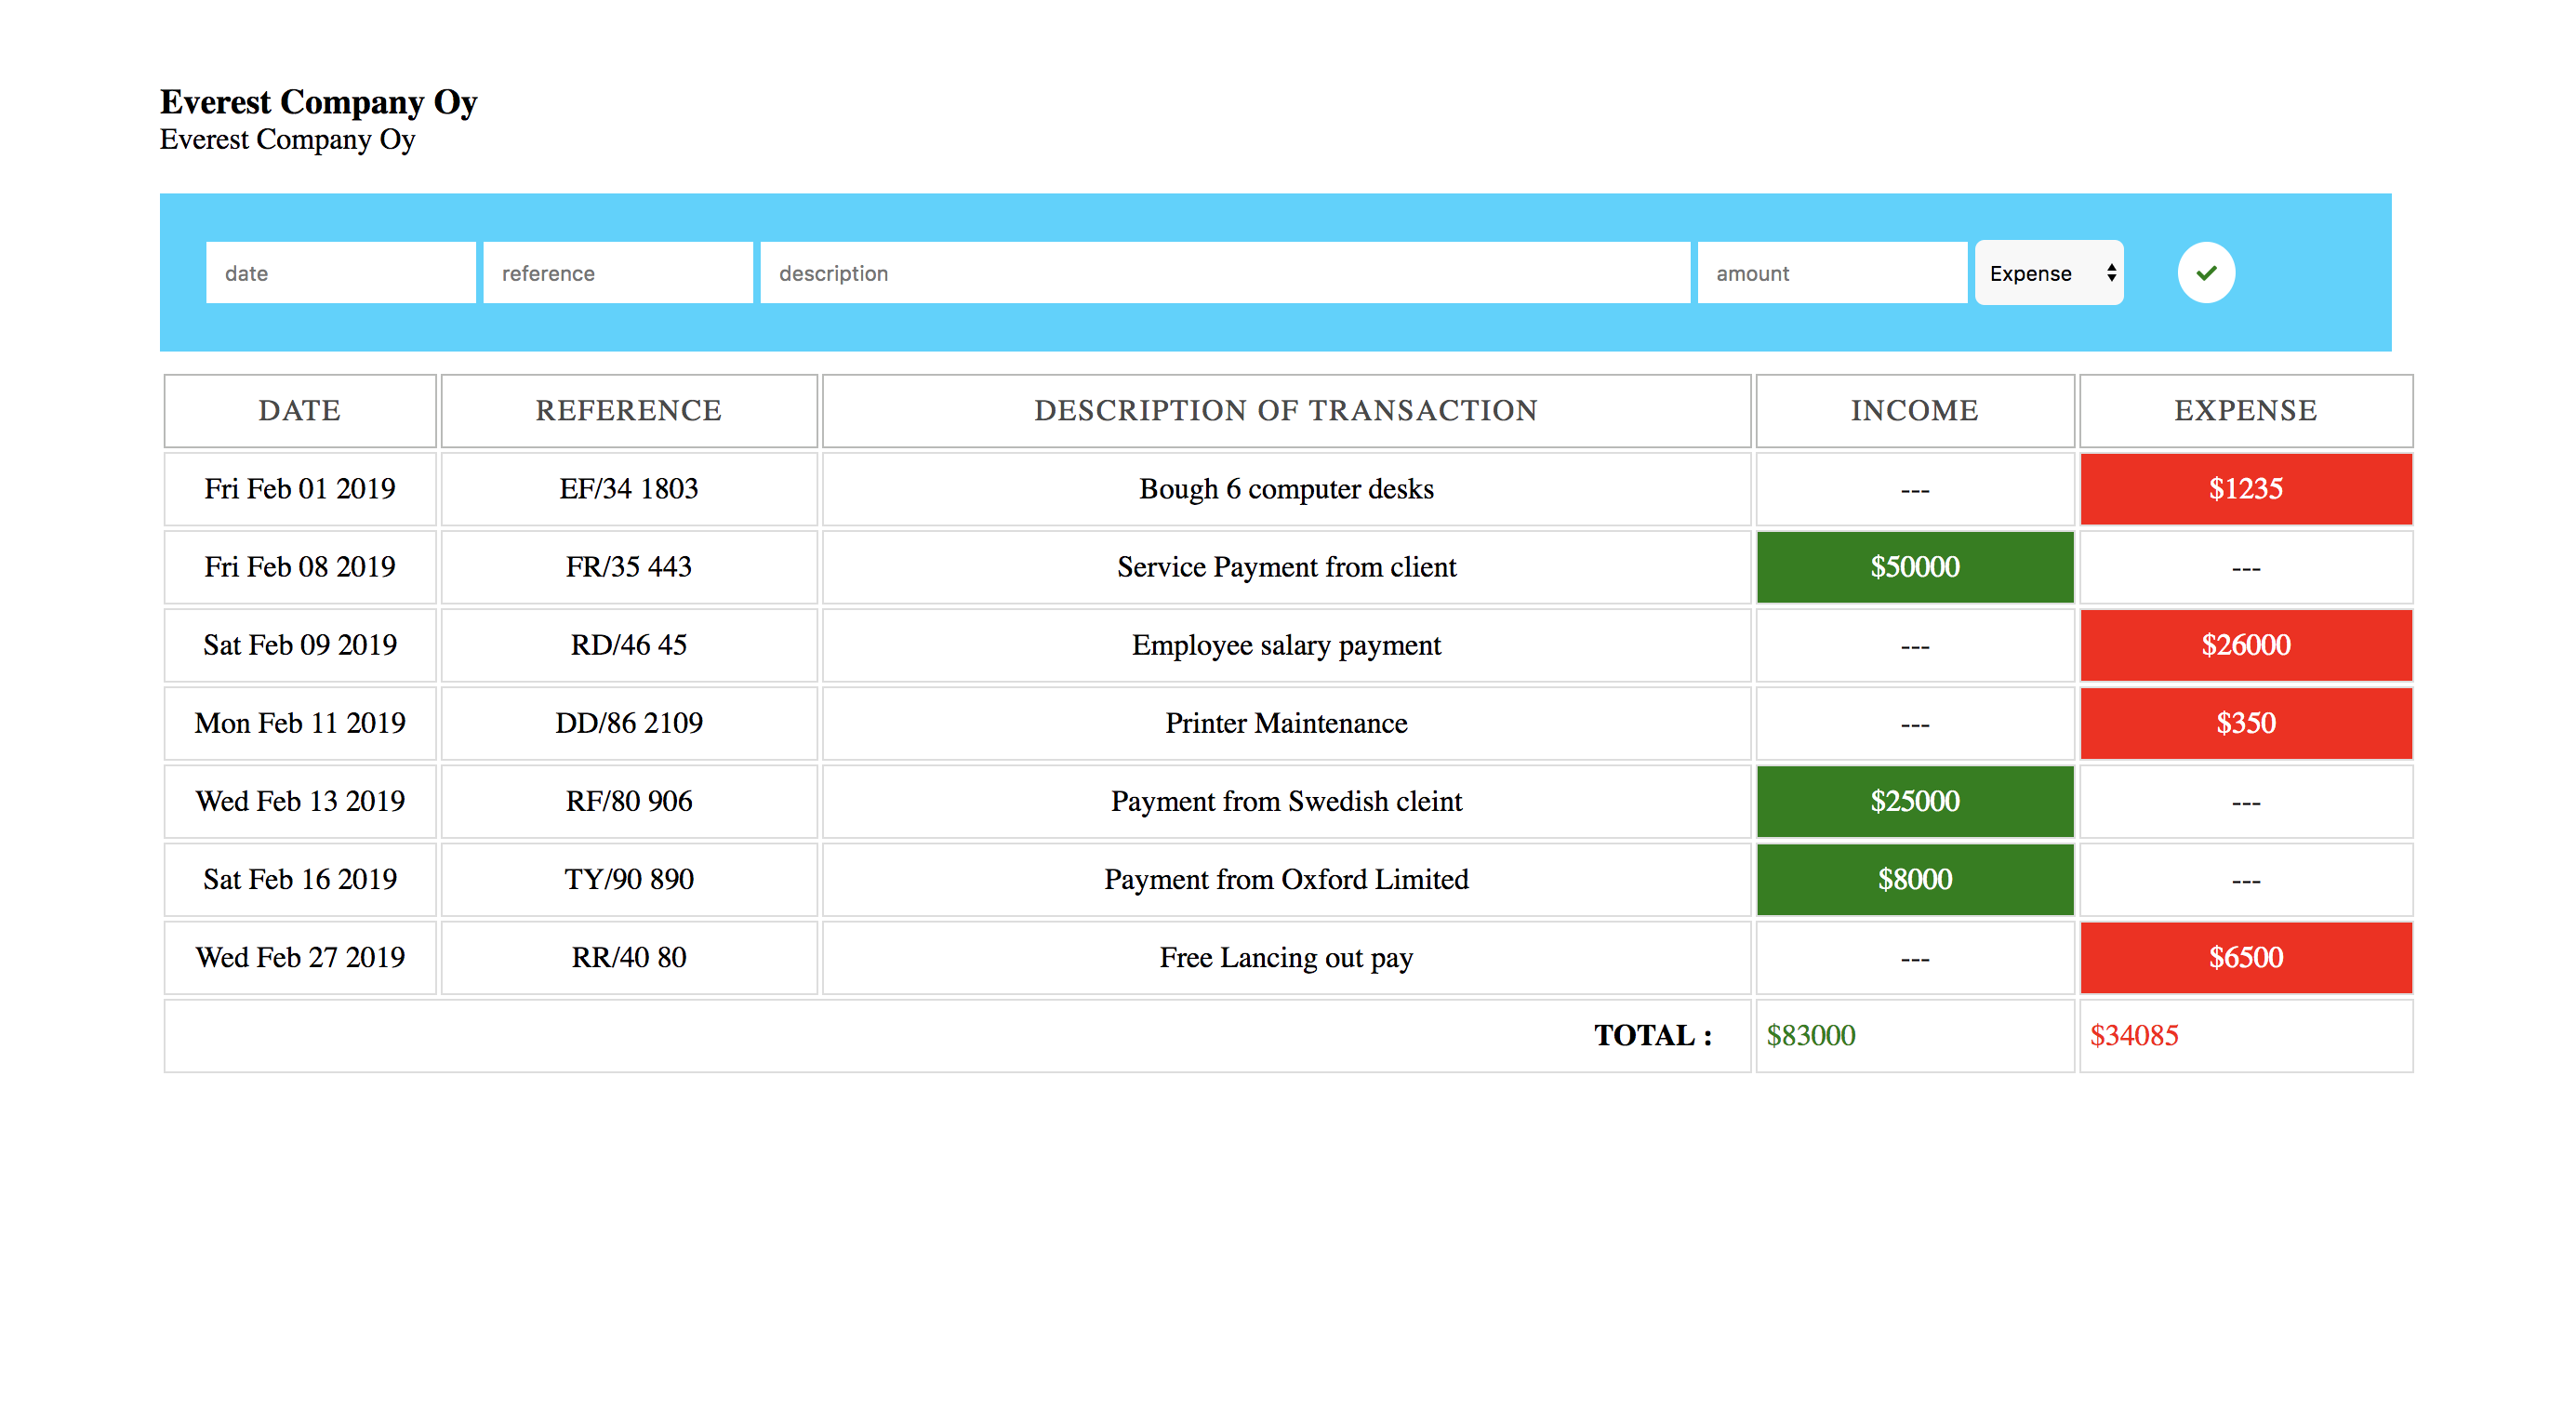 Everest Company Oy
Everest Company Oy
date reference description amount Expense
DATE REFERENCE DESCRIPTION OF TRANSACTION INCOME EXPENSE
Fri Feb 01 2019 EF/34 1803 Bough 6 computer desks --- $1235
Fri Feb 08 2019 FR/35 443 Service Payment from client $50000 ---
Sat Feb 09 2019 RD/46 45 Employee salary payment --- $26000
Mon Feb 11 2019 DD/86 2109 Printer Maintenance --- $350
Wed Feb 13 2019 RF/80 906 Payment from Swedish cleint $25000 ---
Sat Feb 16 2019 TY/90 890 Payment from Oxford Limited $8000 ---
Wed Feb 27 2019 RR/40 80 Free Lancing out pay --- $6500
TOTAL : $83000 $34085